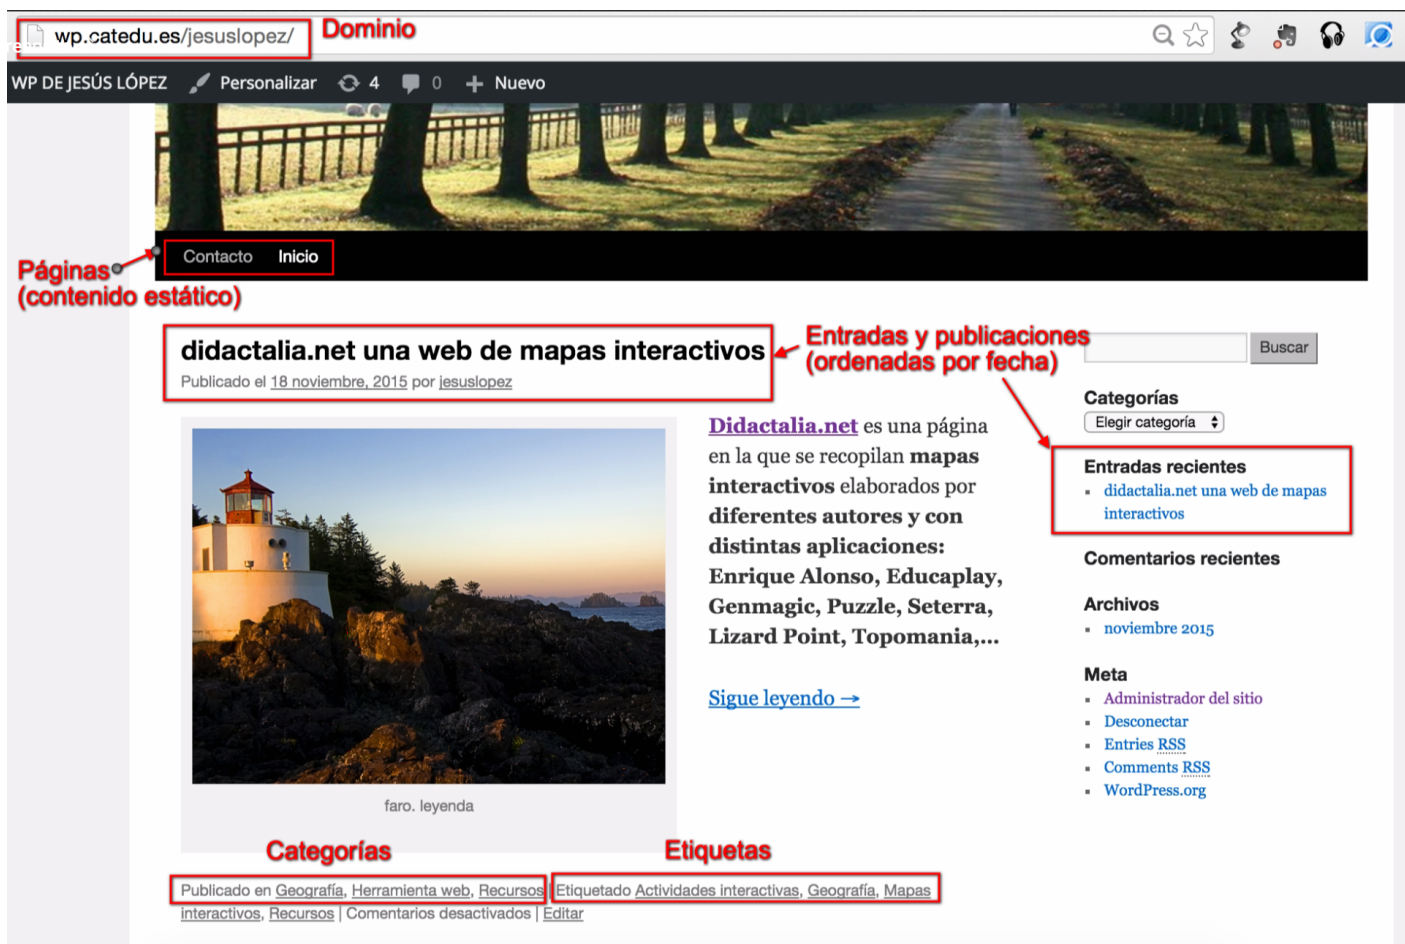 wp.catedu.es/jesuslopez/
Dominio
WP DE JESÚS LÓPEZ Personalizar 4 0 Nuevo
Contacto Inicio
Páginas
(contenido estático)
didactalia.net una web de mapas interactivos
Publicado el 18 noviembre, 2015 por jesuslopez
Entradas y publicaciones
(ordenadas por fecha)
Buscar
Didactalia.net es una página
en la que se recopilan mapas
interactivos elaborados por
diferentes autores y con
distintas aplicaciones:
Enrique Alonso, Educaplay,
Genmagic, Puzzle, Seterra,
Lizard Point, Topomania,...
Sigue leyendo →
faro. leyenda
Categorías
Elegir categoría
Entradas recientes
didactalia.net una web de mapas
interactivos
Comentarios recientes
Archivos
noviembre 2015
Meta
Administrador del sitio
Desconectar
Entries RSS
Comments RSS
WordPress.org
Categorías
Etiquetas
Publicado en Geografía, Herramienta web, Recursos | Etiquetado Actividades interactivas, Geografía, Mapas
interactivos, Recursos | Comentarios desactivados | Editar